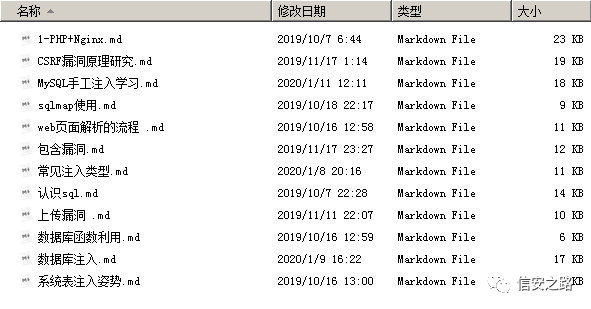 名称 修改日期 类型 大小
1-PHP+Nginx.md 2019/10/7 6:44 Markdown File 23 KB
CSRF漏洞原理研究.md 2019/11/17 1:14 Markdown File 19 KB
MySQL手工注入学习.md 2020/1/11 12:11 Markdown File 18 KB
sqlmap使用.md 2019/10/18 22:17 Markdown File 9 KB
web页面解析的流程 .md 2019/10/16 12:58 Markdown File 11 KB
包含漏洞.md 2019/11/17 23:27 Markdown File 12 KB
常见注入类型.md 2020/1/8 20:16 Markdown File 11 KB
认识sql.md 2019/10/7 22:28 Markdown File 14 KB
上传漏洞 .md 2019/11/11 22:07 Markdown File 10 KB
数据库函数利用.md 2019/10/16 12:59 Markdown File 6 KB
数据库注入.md 2020/1/9 16:22 Markdown File 17 KB
系统表注入姿势.md 2019/10/16 13:00 Markdown File KB
信安之路